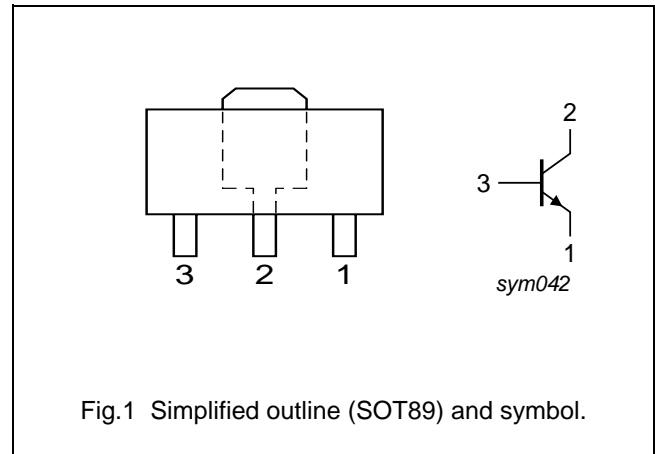 3 2 1
2
3
1
sym042
Fig.1 Simplified outline (SOT89) and symbol.